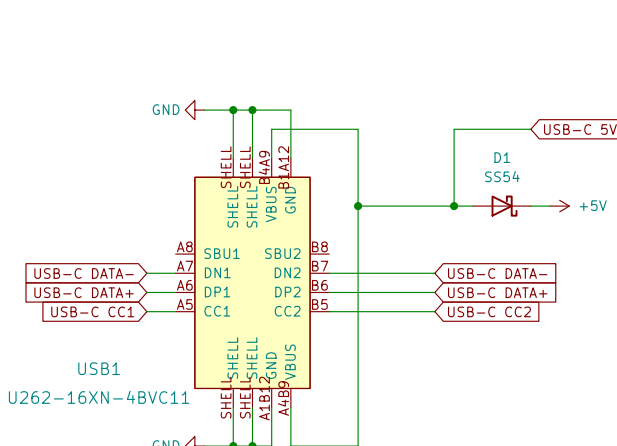 GND
USB-C 5V
D1
SS54
+5V
SHELL
SHELL
B4A9
B1A12
SHELL
SHELL
VBUS
GND
A8
SBU1
SBU2
B8
USB-C DATA-
A7
DN1
DN2
B7
USB-C DATA-
USB-C DATA+
A6
DP1
DP2
B6
USB-C DATA+
USB-C CC1
A5
CC1
CC2
B5
USB-C CC2
SHELL
SHELL
GND
VBUS
USB1
U262-16XN-4BVC11
SHELL
SHELL
A1B12
A4B9
GND